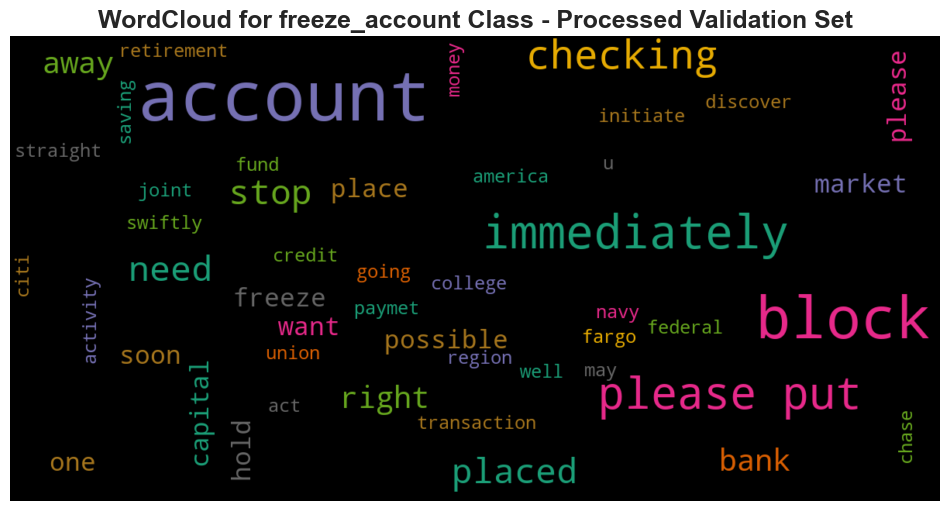 WordCloud for freeze_account Class - Processed Validation Set
away
retirement
money
checking
please
account
saving
discover
initiate
straight
fund
u
joint
stop
place
america
market
swiftly
immediately
need
credit
citi
going
college
activity
freeze
paymet
navy
block
want
federal
fargo
possible
soon
union
region
well
may
capital
right
please put
act
transaction
chase
hold
one
placed
bank